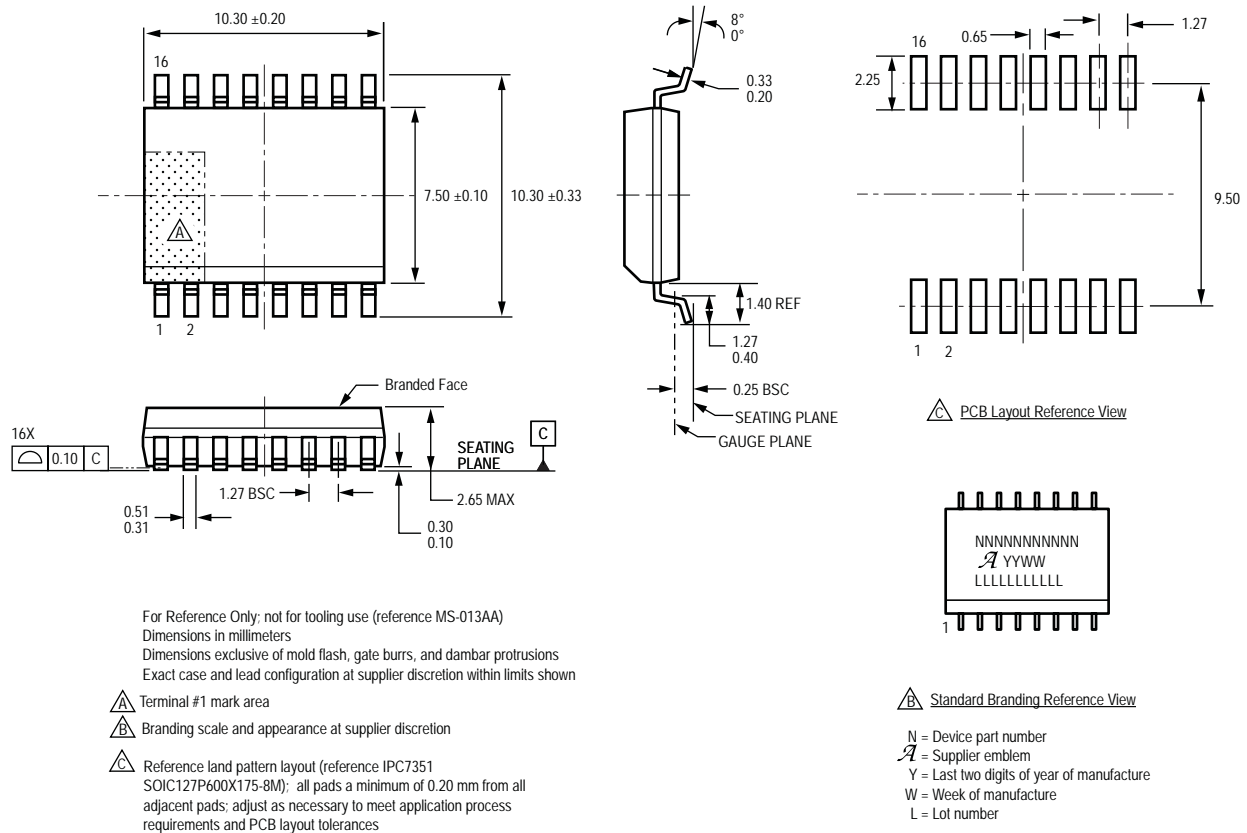 10.30 ±0.20
16
7.50 ±0.10
10.30 ±0.33
A
1 2
8°
0°
0.33
0.20
1.40 REF
1.27
0.40
0.25 BSC
SEATING PLANE
GAUGE PLANE
0.65
1.27
16
2.25
9.50
1 2
C PCB Layout Reference View
Branded Face
16X
0.10 C
SEATING
PLANE
C
1.27 BSC
2.65 MAX
0.51
0.31
0.30
0.10
NNNNNNNNNNN
A YYWW
LLLLLLLLLLL
1
For Reference Only; not for tooling use (reference MS-013AA)
Dimensions in millimeters
Dimensions exclusive of mold flash, gate burrs, and dambar protrusions
Exact case and lead configuration at supplier discretion within limits shown
A Terminal #1 mark area
B Branding scale and appearance at supplier discretion
C Reference land pattern layout (reference IPC7351
SOIC127P600X175-8M); all pads a minimum of 0.20 mm from all
adjacent pads; adjust as necessary to meet application process
requirements and PCB layout tolerances
B Standard Branding Reference View
N = Device part number
A = Supplier emblem
Y = Last two digits of year of manufacture
W = Week of manufacture
L = Lot number